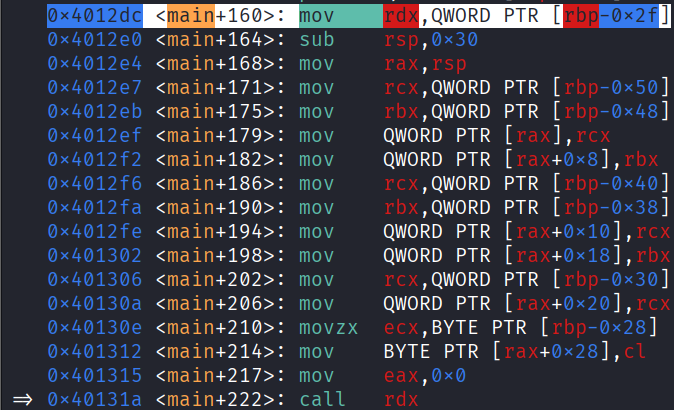 0x4012dc <main+160>: mov    rdx,QWORD PTR [rbp-0x2f]
0x4012e0 <main+164>: sub    rsp,0x30
0x4012e4 <main+168>: mov    rax,rsp
0x4012e7 <main+171>: mov    rcx,QWORD PTR [rbp-0x50]
0x4012eb <main+175>: mov    rbx,QWORD PTR [rbp-0x48]
0x4012ef <main+179>: mov    QWORD PTR [rax],rcx
0x4012f2 <main+182>: mov    QWORD PTR [rax+0x8],rbx
0x4012f6 <main+186>: mov    rcx,QWORD PTR [rbp-0x40]
0x4012fa <main+190>: mov    rbx,QWORD PTR [rbp-0x38]
0x4012fe <main+194>: mov    QWORD PTR [rax+0x10],rcx
0x401302 <main+198>: mov    QWORD PTR [rax+0x18],rbx
0x401306 <main+202>: mov    rcx,QWORD PTR [rbp-0x30]
0x40130a <main+206>: mov    QWORD PTR [rax+0x20],rcx
0x40130e <main+210>: movzx  ecx,BYTE PTR [rbp-0x28]
0x401312 <main+214>: mov    BYTE PTR [rax+0x28],cl
0x401315 <main+217>: mov    eax,0x0
=> 0x40131a <main+222>: call   rdx